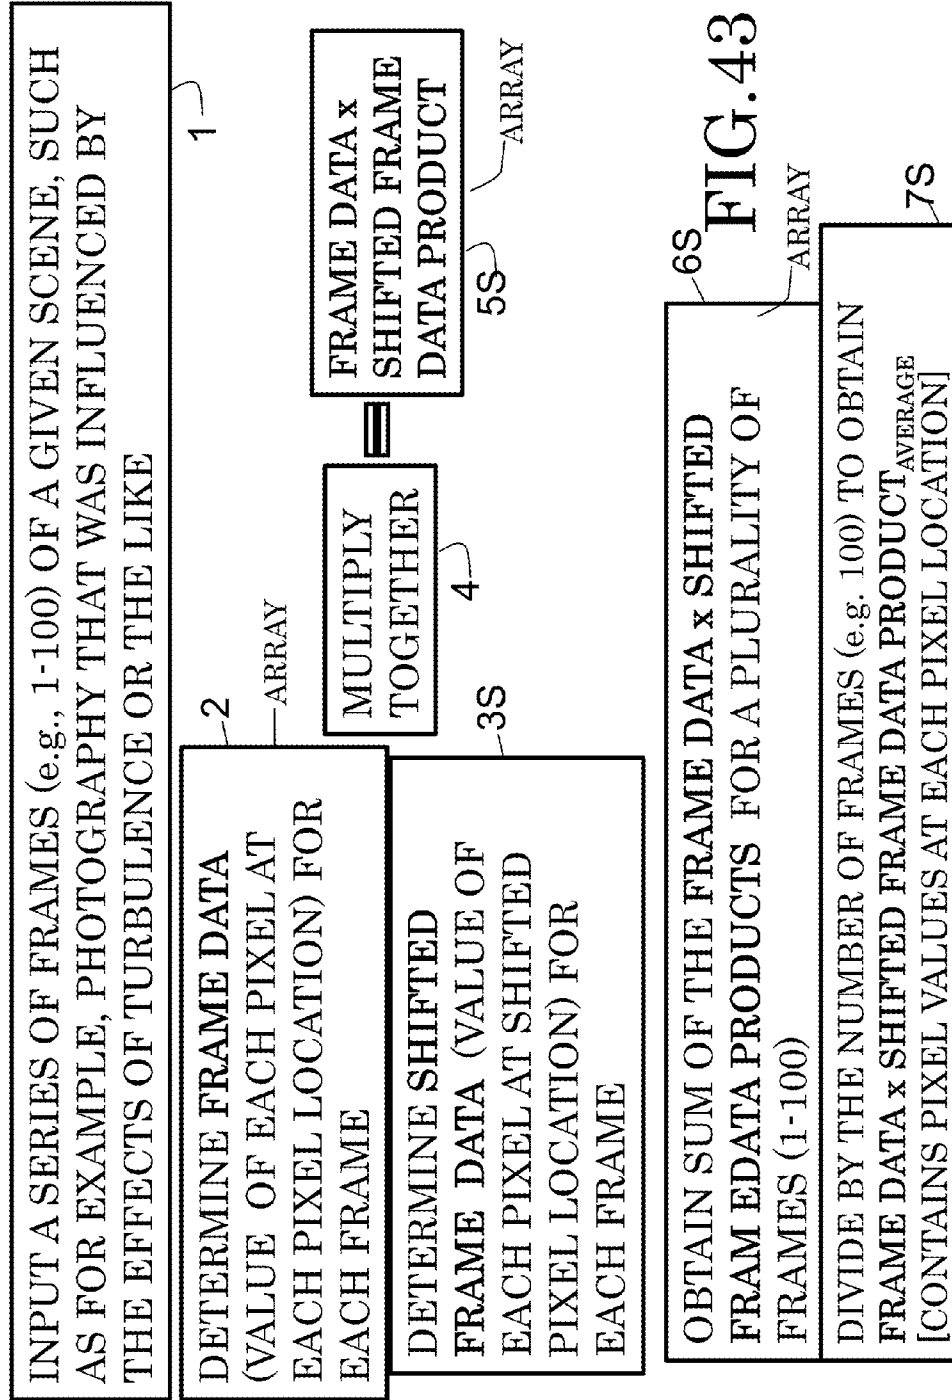 INPUT A SERIES OF FRAMES (e.g., 1-100) OF A GIVEN SCENE, SUCH
AS FOR EXAMPLE, PHOTOGRAPHY THAT WAS INFLUENCED BY
THE EFFECTS OF TURBULENCE OR THE LIKE
1
DETERMINE FRAME DATA
(VALUE OF EACH PIXEL AT
EACH PIXEL LOCATION) FOR
EACH FRAME
2
ARRAY
DETERMINE SHIFTED
FRAME DATA (VALUE OF
EACH PIXEL AT SHIFTED
PIXEL LOCATION) FOR
EACH FRAME
3S
MULTIPLY
TOGETHER
4
=
FRAME DATA x
SHIFTED FRAME
DATA PRODUCT
5S
ARRAY
OBTAIN SUM OF THE FRAME DATA x SHIFTED
FRAM EDATA PRODUCTS FOR A PLURALITY OF
FRAMES (1-100)
6S
ARRAY
FIG.43
DIVIDE BY THE NUMBER OF FRAMES (e.g. 100) TO OBTAIN
FRAME DATA x SHIFTED FRAME DATA PRODUCT AVERAGE
[CONTAINS PIXEL VALUES AT EACH PIXEL LOCATION]
7S